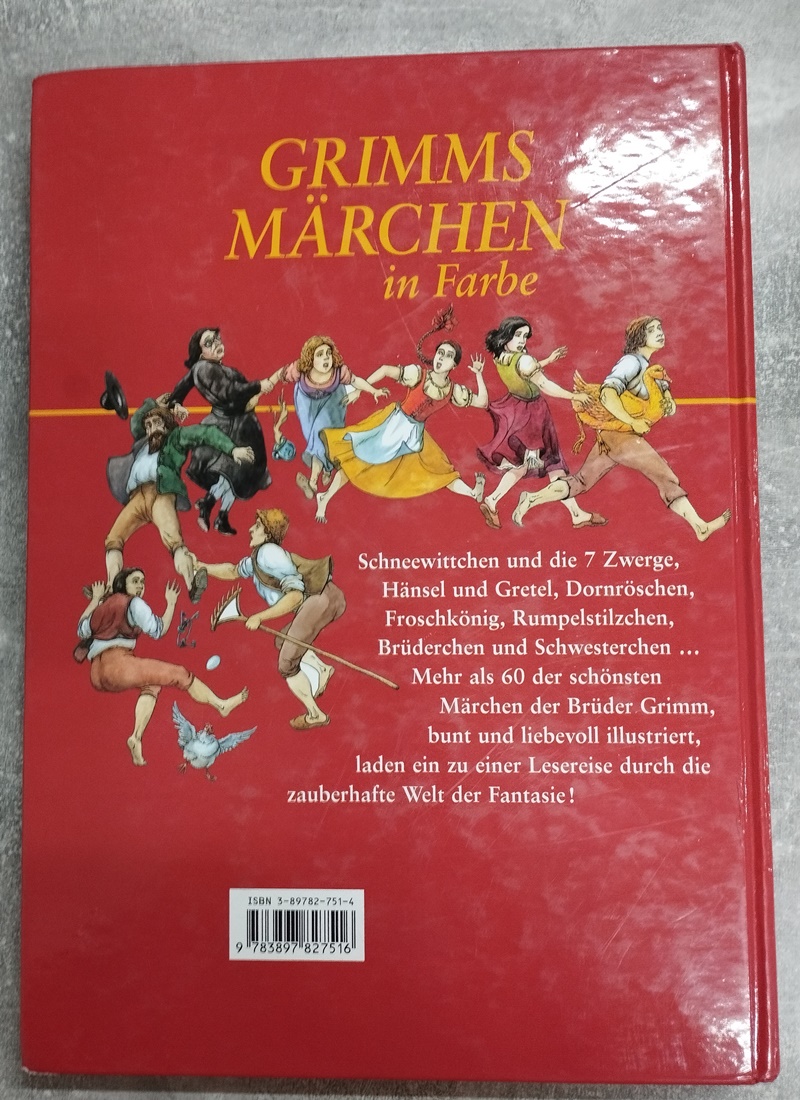 GRIMMS
MÄRCHEN
in Farbe
Schneewittchen und die 7 Zwerge,
Hänsel und Gretel, Dornröschen,
Froschkönig, Rumpelstilzchen,
Brüderchen und Schwesterchen ...
Mehr als 60 der schönsten
Märchen der Brüder Grimm,
bunt und liebevoll illustriert,
laden ein zu einer Lesereise durch die
zauberhafte Welt der Fantasie!
ISBN 3-89782-751-4
9 783897 827516